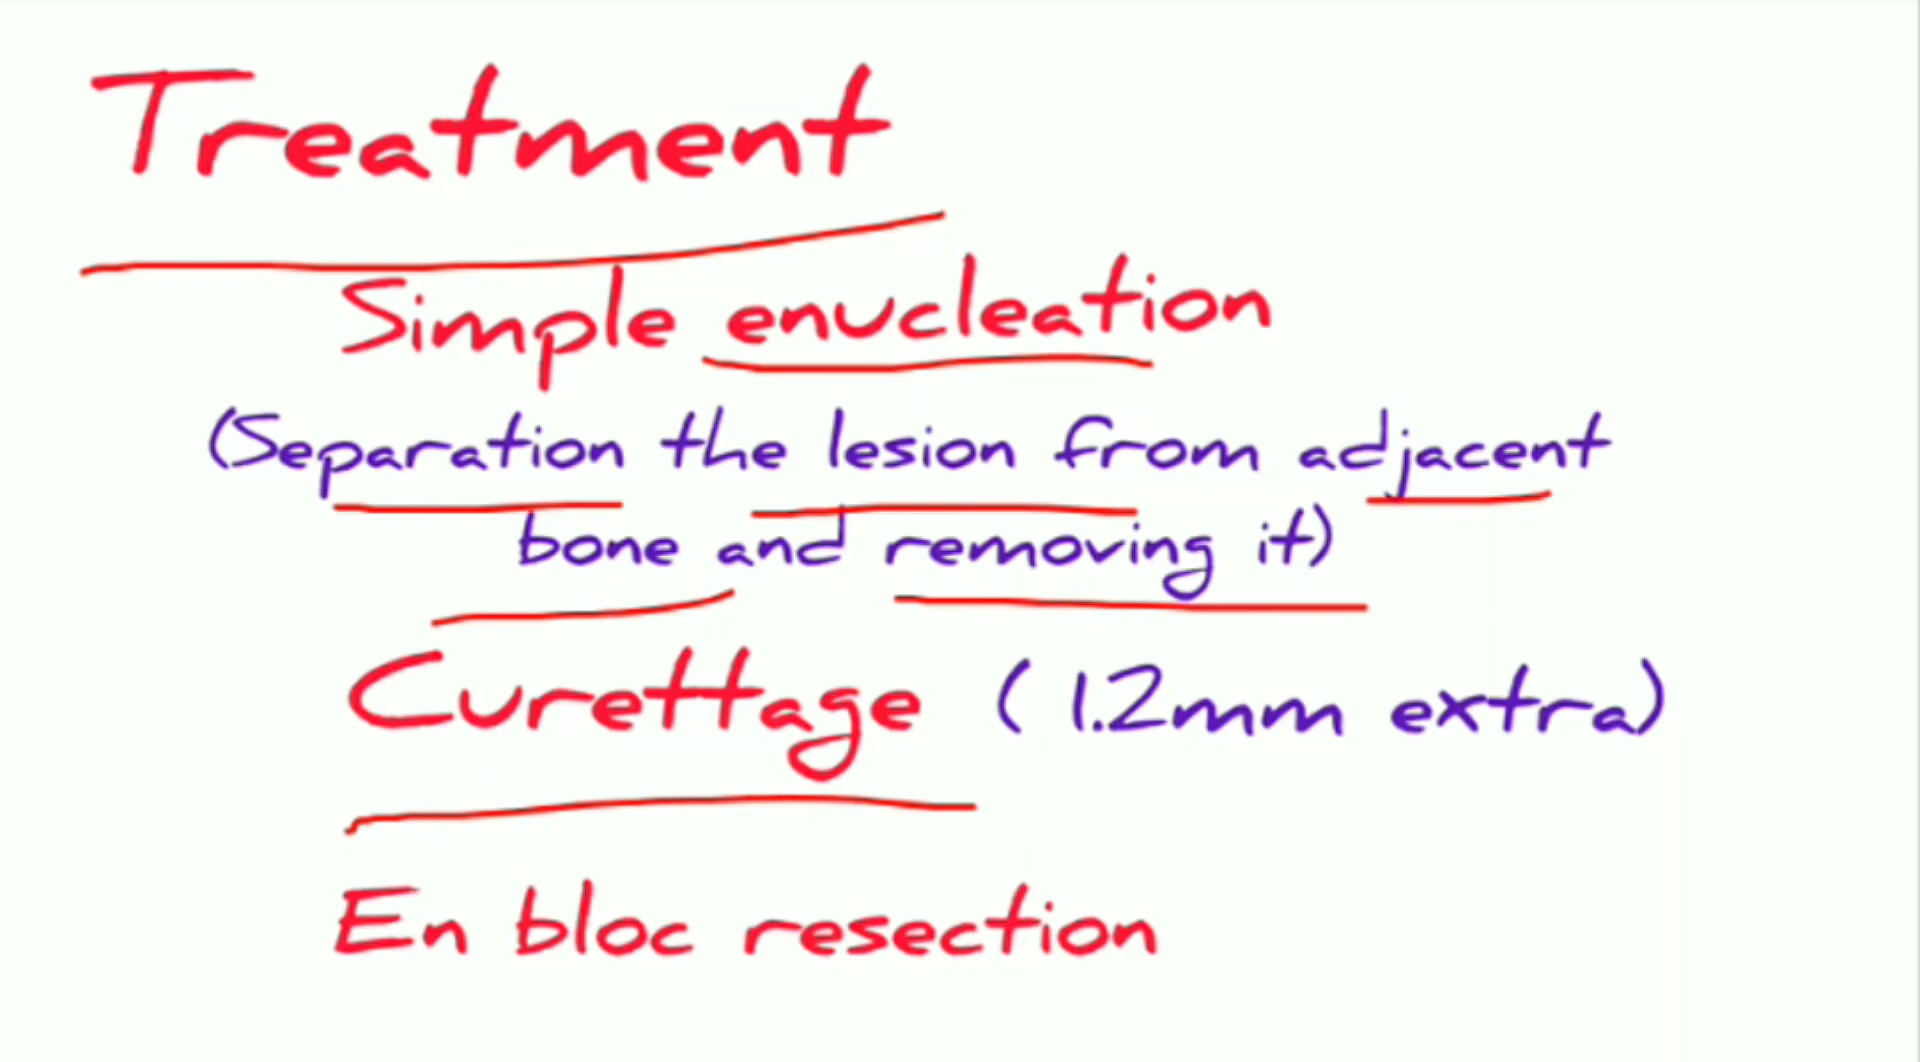 Treatment
Simple enucleation
(Separation the lesion from adjacent
bone and removing it)
Curettage ( 1.2mm extra)
En bloc resection